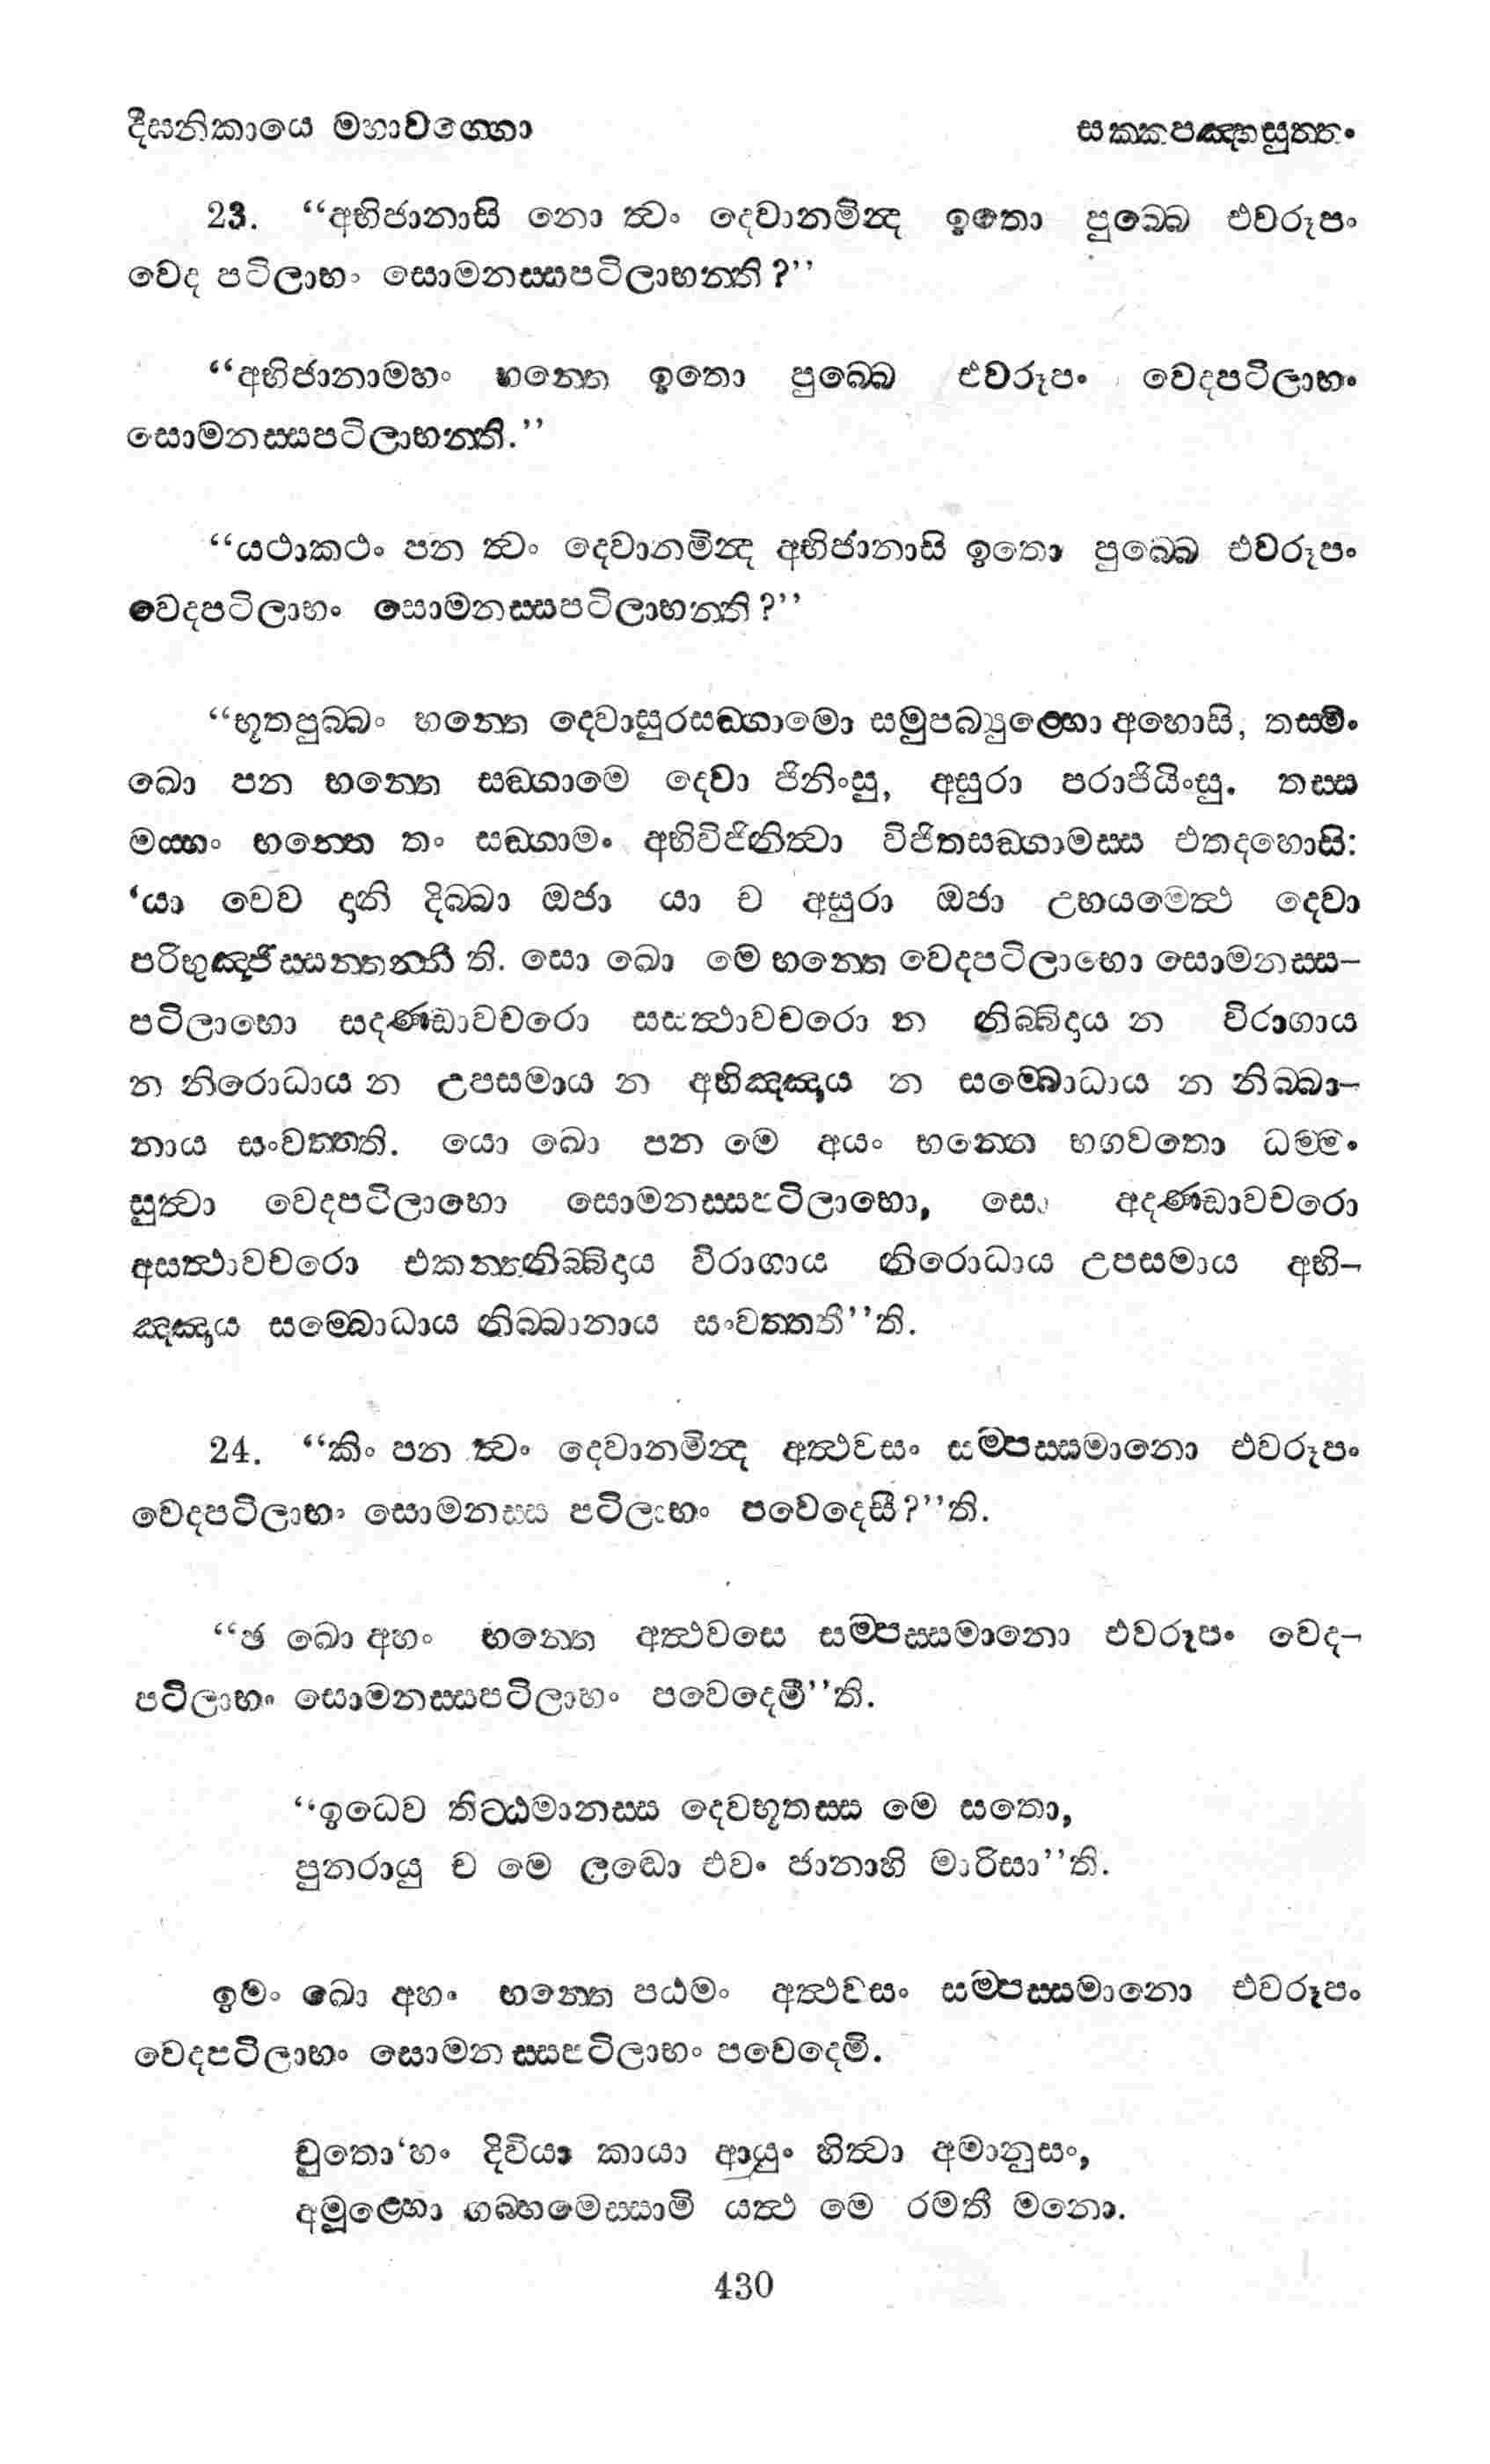 දීඝනිකායෙ මහාවග්ගො සක්කපඤ්හසුත්තං
23. “අභිජානාසි නො ත්වං දෙවානමින්ද ඉතො පුබ්බෙ එවරූපං
වෙද පටිලාභං සොමනස්සපටිලාභන්ති?”
“අභිජානාමහං භන්තෙ ඉතො පුබ්බෙ එවරූපං වෙදපටිලාභං
සොමනස්සපටිලාභන්ති.”
“යථාකථං පන ත්වං දෙවානමින්ද අභිජානාසි ඉතො පුබ්බෙ එවරූපං
වෙදපටිලාභං සොමනස්සපටිලාභන්ති?”
“භූතපුබ්බං භන්තෙ දෙවාසුරසඞ්ගාමො සමුපබ්යුළ්හො අහොසි, තස්මිං
ඛො පන භන්තෙ සඞ්ගාමෙ දෙවා ජිනිංසු, අසුරා පරාජියිංසු. තස්ස
මය්හං භන්තෙ තං සඞ්ගාමං අභිවිජිනිත්වා විජිතසඞ්ගාමස්ස එතදහොසි:
‘යා චෙව දානි දිබ්බා ඔජා යා ච අසුරා ඔජා උභයමෙත්ථ දෙවා
පරිභුඤ්ජිස්සන්තන්තී ති. සො ඛො මෙ භන්තෙ වෙදපටිලාභො සොමනස්ස-
පටිලාභො සදණ්ඩාවචරො සසත්ථාවචරො න නිබ්බිදාය න විරාගාය
න නිරොධාය න උපසමාය න අභිඤ්ඤාය න සම්බොධාය න නිබ්බා-
නාය සංවත්තති. යො ඛො පන මෙ අයං භන්තෙ භගවතො ධම්මං
සුත්වා වෙදපටිලාභො සොමනස්සපටිලාභො, සො අදණ්ඩාවචරො
අසත්ථාවචරො එකන්තනිබ්බිදාය විරාගාය නිරොධාය උපසමාය අභි-
ඤ්ඤාය සම්බොධාය නිබ්බානාය සංවත්තතී”ති.
24. “කිං පන ත්වං දෙවානමින්ද අත්ථවසං සම්පස්සමානො එවරූපං
වෙදපටිලාභං සොමනස්ස පටිලාභං පවෙදෙසී?”ති.
“ඡ ඛො අහං භන්තෙ අත්ථවසෙ සම්පස්සමානො එවරූපං වෙද-
පටිලාභං සොමනස්සපටිලාභං පවෙදෙමී”ති.
“ඉධෙව තිට්ඨමානස්ස දෙවභූතස්ස මෙ සතො,
පුනරායු ච මෙ ලද්ධො එවං ජානාහි මාරිසා”ති.
ඉමං ඛො අහං භන්තෙ පඨමං අත්ථවසං සම්පස්සමානො එවරූපං
වෙදපටිලාභං සොමන ස්සපටිලාභං පවෙදෙමි.
චුතො‘හං දිවියා කායා ආයුං හිත්වා අමානුසං,
අමූළ්හො ගබ්භමෙස්සාමි යත්ථ මෙ රමතී මනො.
430